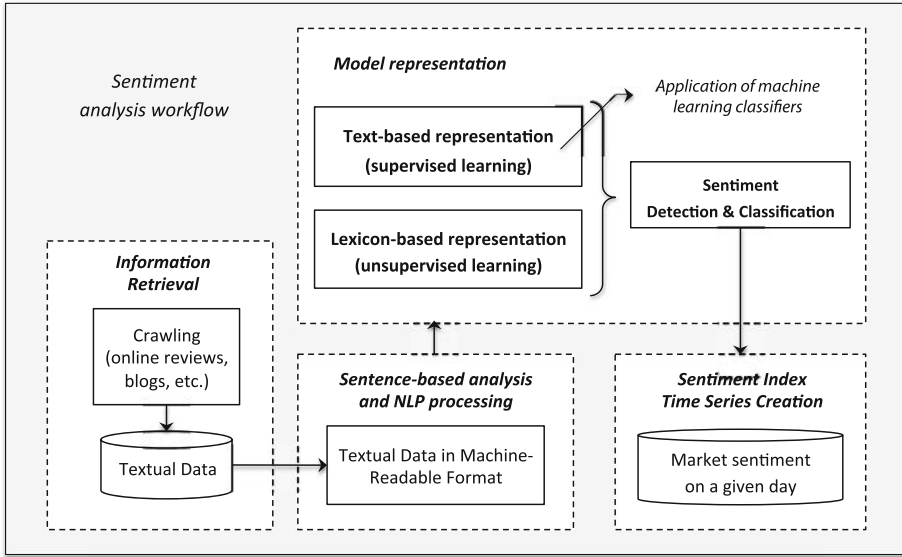 Sentiment
analysis workflow
Model representation
Application of machine
learning classifiers
Text-based representation
(supervised learning)
Lexicon-based representation
(unsupervised learning)
Sentiment
Detection & Classification
Information
Retrieval
Crawling
(online reviews,
blogs, etc.)
Textual Data
Sentence-based analysis
and NLP processing
Textual Data in Machine-
Readable Format
Sentiment Index
Time Series Creation
Market sentiment
on a given day